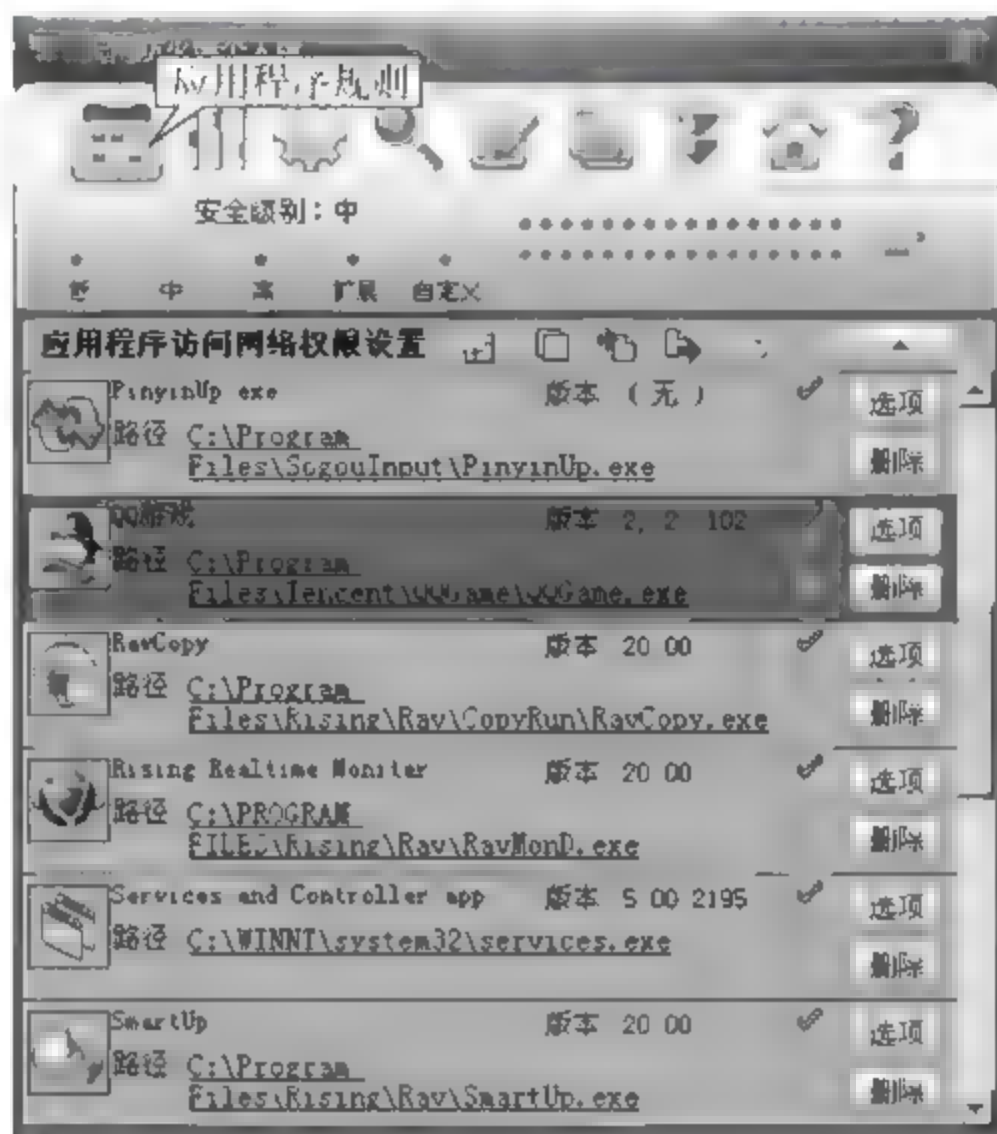 应用程序规则
安全级别：中
低 中 高 扩展 自定义
应用程序访问网络权限设置
PinyinUp exe 版本 （无） 选项
路径 C:\Program
Files\SogouInput\PinyinUp.exe 删除
QQ游戏 版本 2, 2 102 选项
路径 C:\Program
Files\Tencent\QQGame\QQGame.exe 删除
RavCopy 版本 20 00 选项
路径 C:\Program
Files\Rising\Rav\CopyRun\RavCopy.exe 删除
Rising Realtime Moniter 版本 20 00 选项
路径 C:\PROGRAM
FILES\Rising\Rav\RavMonD.exe 删除
Services and Controller app 版本 5 00 2195 选项
路径 C:\WINNT\system32\services.exe
删除
SmartUp 版本 20 00 选项
路径 C:\Program
Files\Rising\Rav\SmartUp.exe 删除